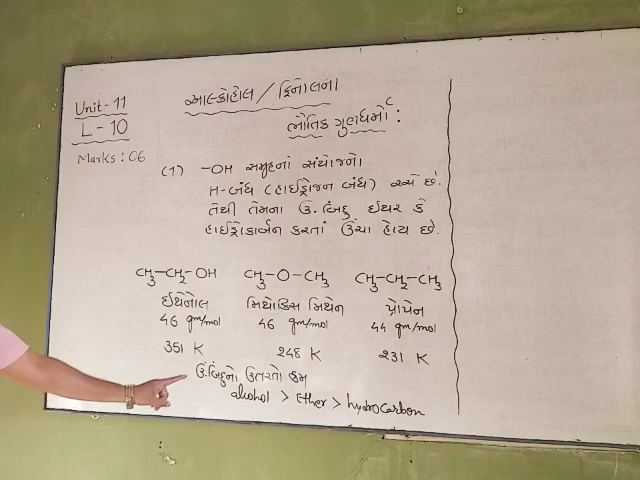 Unit - 11
L - 10
Marks : 06
આલ્કોહોલ / ફિનોલના
ભૌતિક ગુણધર્મો :
(1) -OH સમૂહનાં સંયોજનો
H-બંધ (હાઈડ્રોજન બંધ) રચે છે.
તેથી તેમના ઉ.બિંદુ ઈથર કે
હાઈડ્રોકાર્બન કરતાં ઉંચા હોય છે.
CH₃-CH₂-OH CH₃-O-CH₃ CH₃-CH₂-CH₃
ઈથેનોલ મિથોક્સિ મિથેન પ્રોપેન
46 gm/mol 46 gm/mol 44 gm/mol
351 K 248 K 231 K
ઉ.બિંદુનો ઉતરતો ક્રમ
alcohol > ether > hydrocarbon